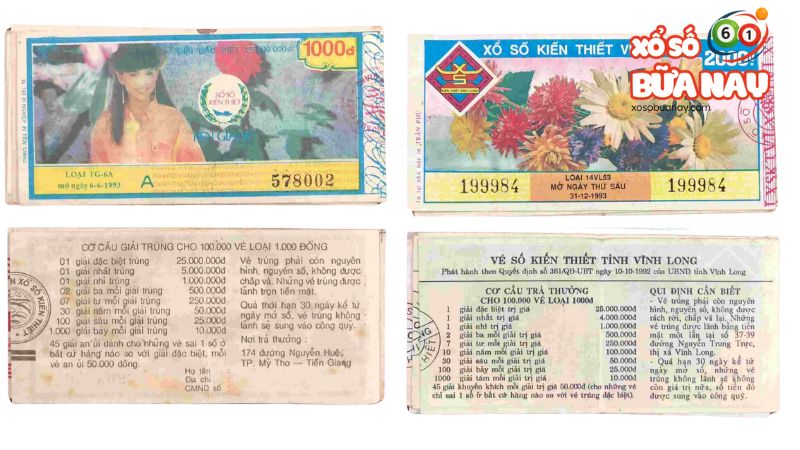 GIẢI ĐẶC BIỆT 25.000.000đ
1000đ
XỔ SỐ
KIẾN THIẾT
TIỀN GIANG
LOẠI TG-6A
mở ngày 6-6-1993
A
578002
XỔ SỐ KIẾN THIẾT V
2000
XS
KIẾN THIẾT VĨNH LONG
LOẠI 14VL53
199984
MỞ NGÀY THỨ SÁU
199984
31-12-1993
61
XỔ SỐ
BỮA NAY
xosobuanay.com
CƠ CẤU GIẢI TRÚNG CHO 100.000 VÉ LOẠI 1.000 ĐỒNG
01 giải đặc biệt trúng 25.000.000đ
01 giải nhất trúng 5.000.000đ
01 giải nhì trúng 1.000.000đ
02 giải ba mỗi giải trúng 500.000đ
07 giải tư mỗi giải trúng 250.000đ
30 giải năm mỗi giải trúng 50.000đ
100 giải sáu mỗi giải trúng 25.000đ
1.000 giải bảy mỗi giải trúng 10.000đ
45 giải an ủi dành cho những vé sai 1 số ở
bất cứ hàng nào so với giải đặc biệt, mỗi
vé an ủi 50.000 đồng.
Vé trúng phải còn nguyên
hình, nguyên số, không được
chắp vá. Những vé trúng được
lãnh trọn tiền mặt.
Quá thời hạn 30 ngày kể từ
ngày mở số, vé trúng không
lãnh sẽ sung vào công quỹ.
Nơi trả thưởng :
174 đường Nguyễn Huệ,
TP. Mỹ Tho — Tiền Giang
Họ tên
Địa chỉ
CMND số
VÉ SỐ KIẾN THIẾT TỈNH VĨNH LONG
Phát hành theo Quyết định số 361/QĐ-UBT ngày 10-10-1992 của UBND tỉnh Vĩnh Long
CƠ CẤU TRẢ THƯỞNG
CHO 100.000 VÉ LOẠI 1000đ
1 giải đặc biệt trị giá 25.000.000đ
1 giải nhất trị giá 4.000.000đ
1 giải nhì trị giá 1.000.000đ
giải ba mỗi giải trị giá 500.000đ
7 giải tư mỗi giải trị giá
10 giải năm mỗi giải trị giá 100.000đ
30 giải sáu mỗi giải trị giá 50.000đ
100 giải bảy mỗi giải trị giá 20.000đ
1000 giải tám mỗi giải trị giá 10.000đ
45 giải khuyến khích mỗi giải trị giá 50.000đ (cho những vé
chỉ sai 1 số ở bất cứ hàng nào so với vé trúng đặc biệt).
QUI ĐỊNH CẦN BIẾT
- Vé trúng phải còn nguyên
hình, nguyên số, không được
rách rời, chắp vá lại. Những
vé trúng được lãnh bằng tiền
mặt một lần tại số 37-39
đường Nguyễn Trung Trực,
thị xã Vĩnh Long.
- Quá hạn 30 ngày kể từ
ngày mở số, những vé
trúng không lãnh sẽ không
còn giá trị nữa, số tiền đó
được sung vào công quỹ.